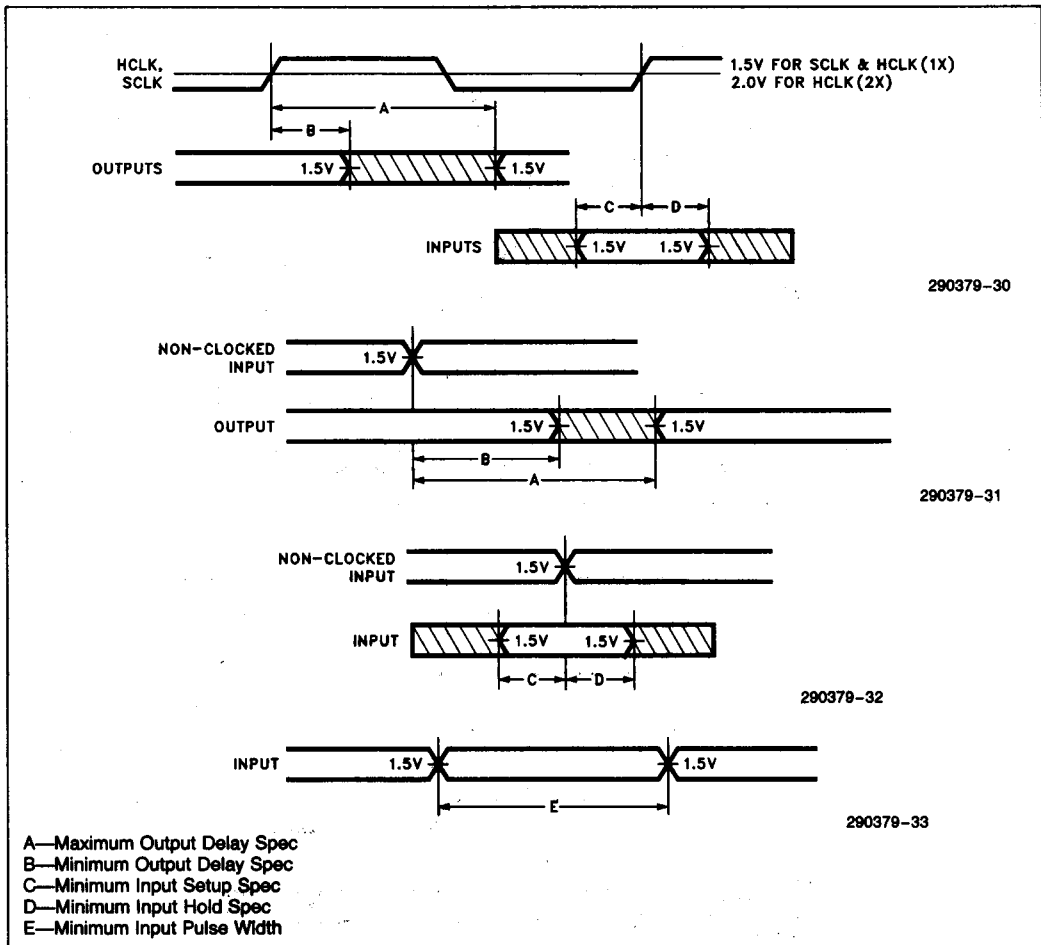 HCLK,
SCLK
1.5V FOR SCLK & HCLK(1X)
2.0V FOR HCLK(2X)
A
B
OUTPUTS
1.5V
1.5V
C
D
INPUTS
1.5V
1.5V
290379-30
NON-CLOCKED
INPUT
1.5V
OUTPUT
1.5V
1.5V
B
A
290379-31
NON-CLOCKED
INPUT
1.5V
INPUT
1.5V
1.5V
C
D
290379-32
INPUT
1.5V
1.5V
E
290379-33
A—Maximum Output Delay Spec
B—Minimum Output Delay Spec
C—Minimum Input Setup Spec
D—Minimum Input Hold Spec
E—Minimum Input Pulse Width